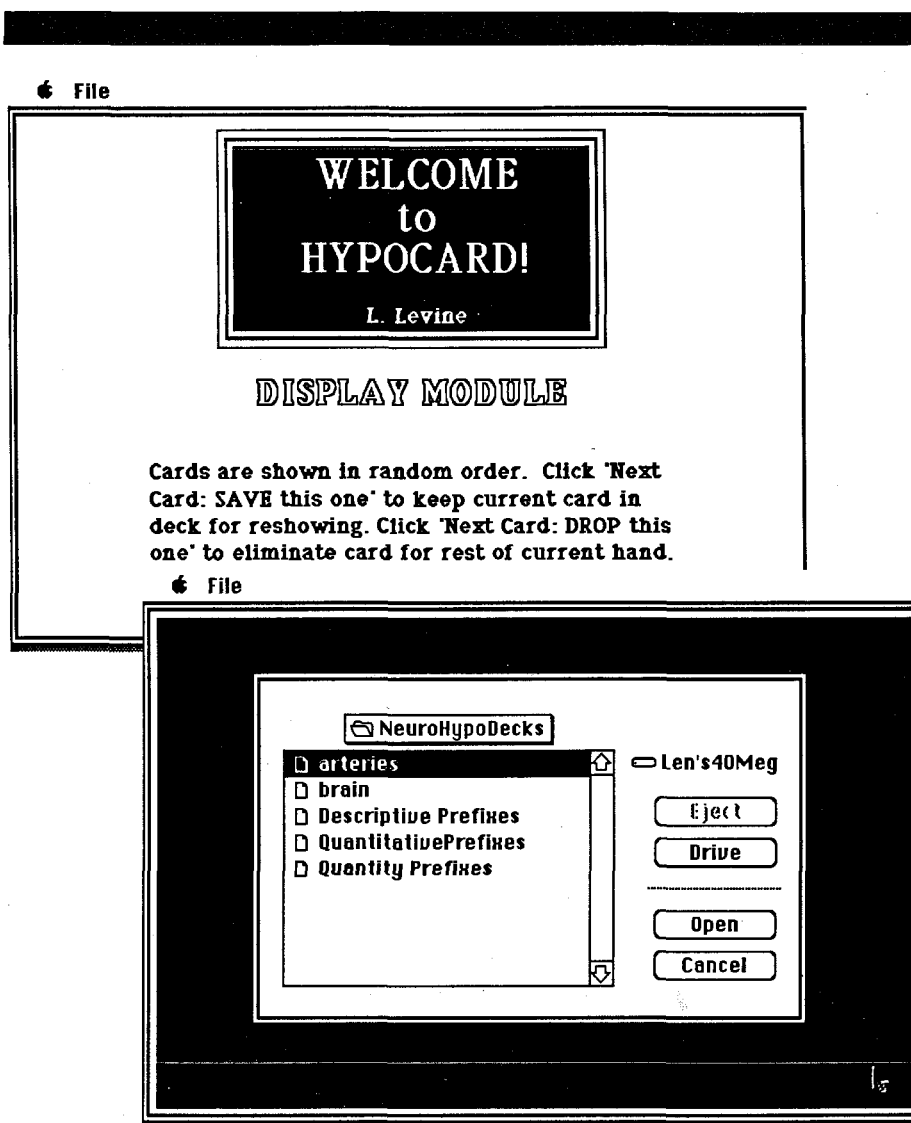 File
WELCOME
to
HYPOCARD!
L. Levine
DISPLAY MODULE
Cards are shown in random order. Click "Next
Card: SAVE this one" to keep current card in
deck for reshowing. Click "Next Card: DROP this
one" to eliminate card for rest of current hand.
File
NeuroHypoDecks
arteries
brain
Descriptive Prefixes
QuantitativePrefixes
Quantity Prefixes
Len's40Meg
Eject
Drive
Open
Cancel